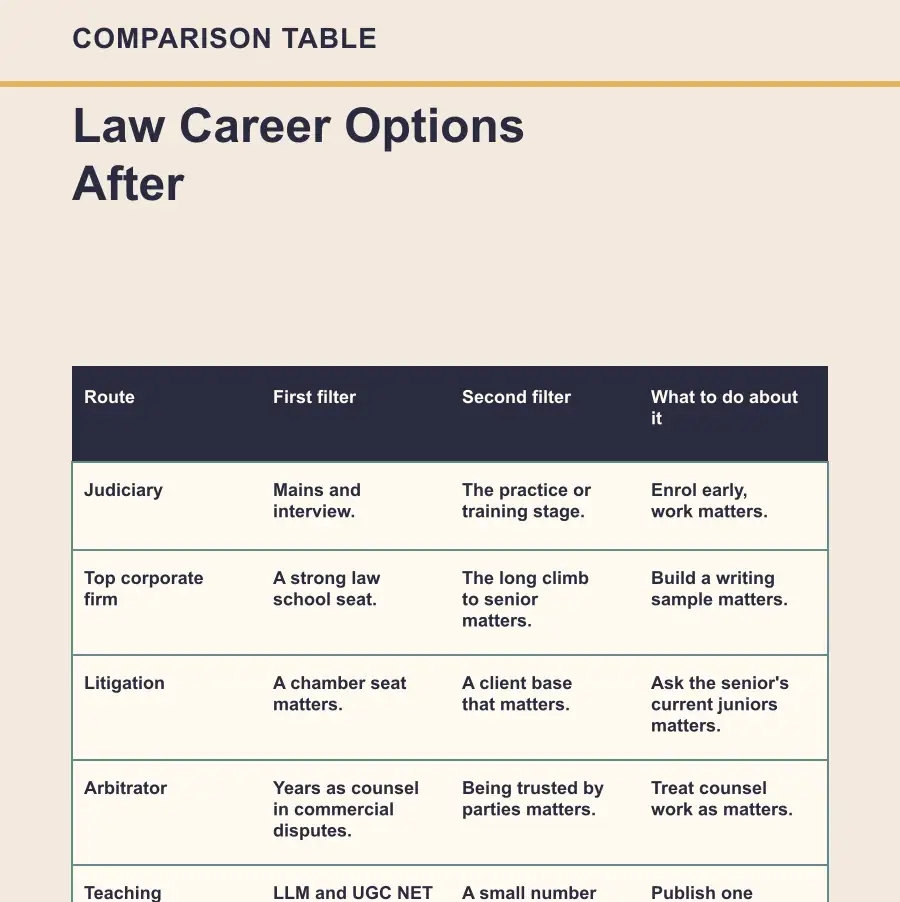 COMPARISON TABLE
Law Career Options
After
Route
First filter
Second filter
What to do about
it
Judiciary
Mains and
interview.
The practice or
training stage.
Enrol early,
work matters.
Top corporate
firm
A strong law
school seat.
The long climb
to senior
matters.
Build a writing
sample matters.
Litigation
A chamber seat
matters.
A client base
that matters.
Ask the senior's
current juniors
matters.
Arbitrator
Years as counsel
in commercial
disputes.
Being trusted by
parties matters.
Treat counsel
work as matters.
Teaching
LLM and UGC NET
A small number
Publish one